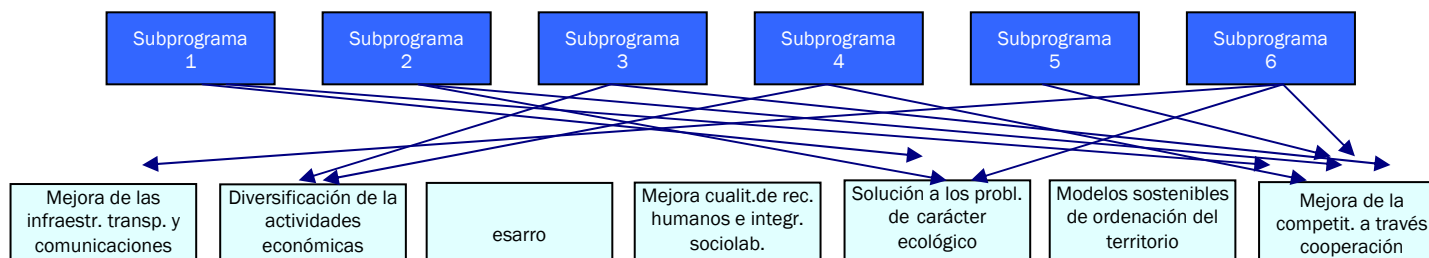 Subprograma
1
Subprograma
2
Subprograma
3
Subprograma
4
Subprograma
5
Subprograma
6
Mejora de las
infraestr. transp. y
comunicaciones
Diversificación de la
actividades
económicas
esarro
Mejora cualit.de rec.
humanos e integr.
sociolab.
Solución a los probl.
de carácter
ecológico
Modelos sostenibles
de ordenación del
territorio
Mejora de la
competit. a través
cooperación